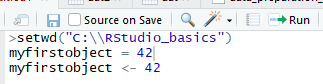 Source on Save
Run
>setwd("C:\\RStudio_basics")
myfirstobject = 42
myfirstobject <- 42